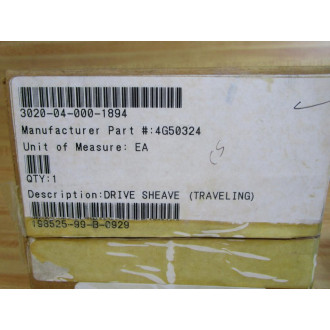 3020-04-000-1894
Manufacturer Part #:4G50324
Unit of Measure: EA
QTY:1
Description:DRIVE SHEAVE (TRAVELING)
198525-99-B-0929